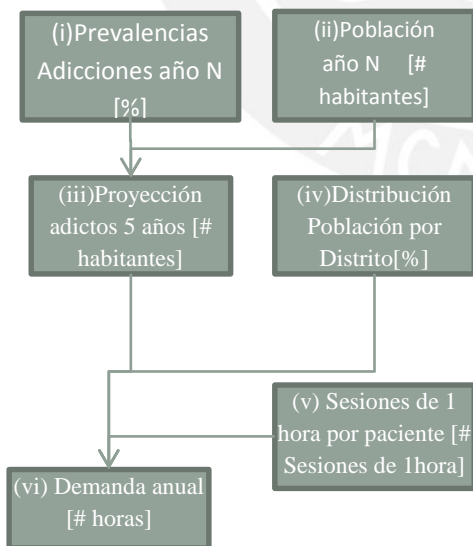 (i)Prevalencias
Adicciones año N
[%]
(ii)Población
año N [#
habitantes]
(iii)Proyección
adictos 5 años [#
habitantes]
(iv)Distribución
Población por
Distrito[%]
(v) Sesiones de 1
hora por paciente [#
Sesiones de 1hora]
(vi) Demanda anual
[# horas]
MCM